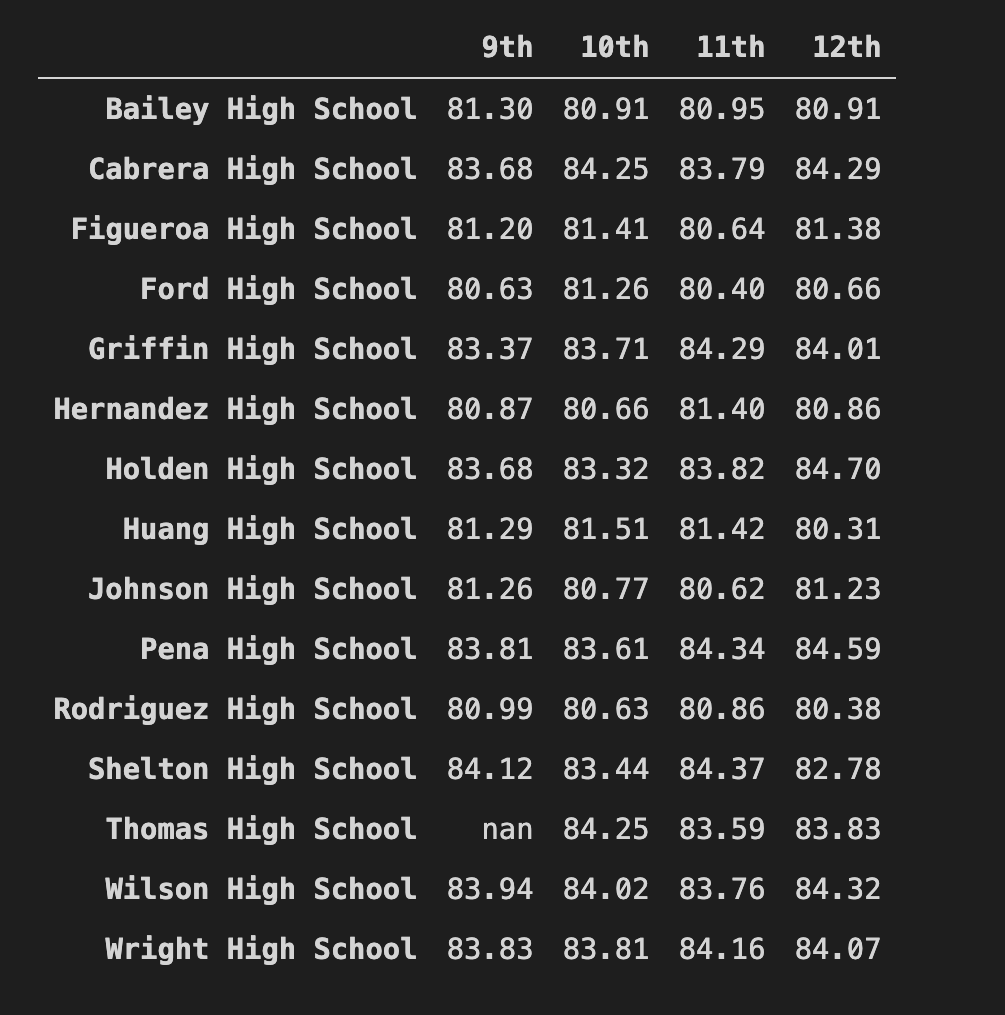 9th 10th 11th 12th
Bailey High School 81.30 80.91 80.95 80.91
Cabrera High School 83.68 84.25 83.79 84.29
Figueroa High School 81.20 81.41 80.64 81.38
Ford High School 80.63 81.26 80.40 80.66
Griffin High School 83.37 83.71 84.29 84.01
Hernandez High School 80.87 80.66 81.40 80.86
Holden High School 83.68 83.32 83.82 84.70
Huang High School 81.29 81.51 81.42 80.31
Johnson High School 81.26 80.77 80.62 81.23
Pena High School 83.81 83.61 84.34 84.59
Rodriguez High School 80.99 80.63 80.86 80.38
Shelton High School 84.12 83.44 84.37 82.78
Thomas High School nan 84.25 83.59 83.83
Wilson High School 83.94 84.02 83.76 84.32
Wright High School 83.83 83.81 84.16 84.07